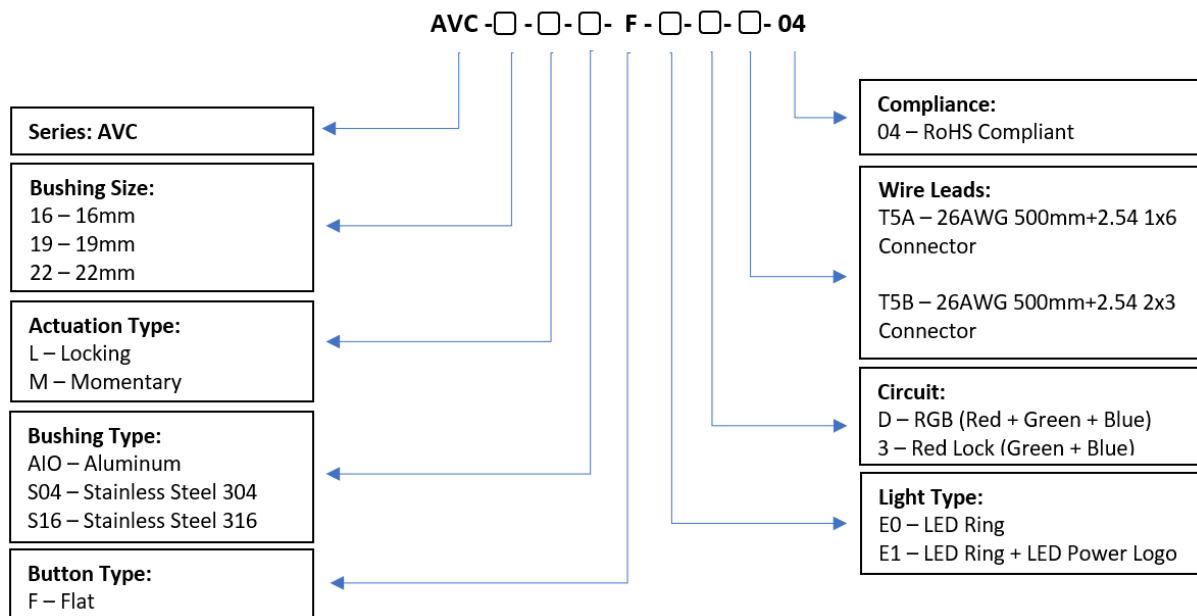 AVC - - - - F - - - - 04
Series: AVC
Bushing Size:
16 – 16mm
19 – 19mm
22 – 22mm
Actuation Type:
L – Locking
M – Momentary
Bushing Type:
AIO – Aluminum
S04 – Stainless Steel 304
S16 – Stainless Steel 316
Button Type:
F – Flat
Compliance:
04 – RoHS Compliant
Wire Leads:
T5A – 26AWG 500mm+2.54 1x6
Connector
T5B – 26AWG 500mm+2.54 2x3
Connector
Circuit:
D – RGB (Red + Green + Blue)
3 – Red Lock (Green + Blue)
Light Type:
E0 – LED Ring
E1 – LED Ring + LED Power Logo